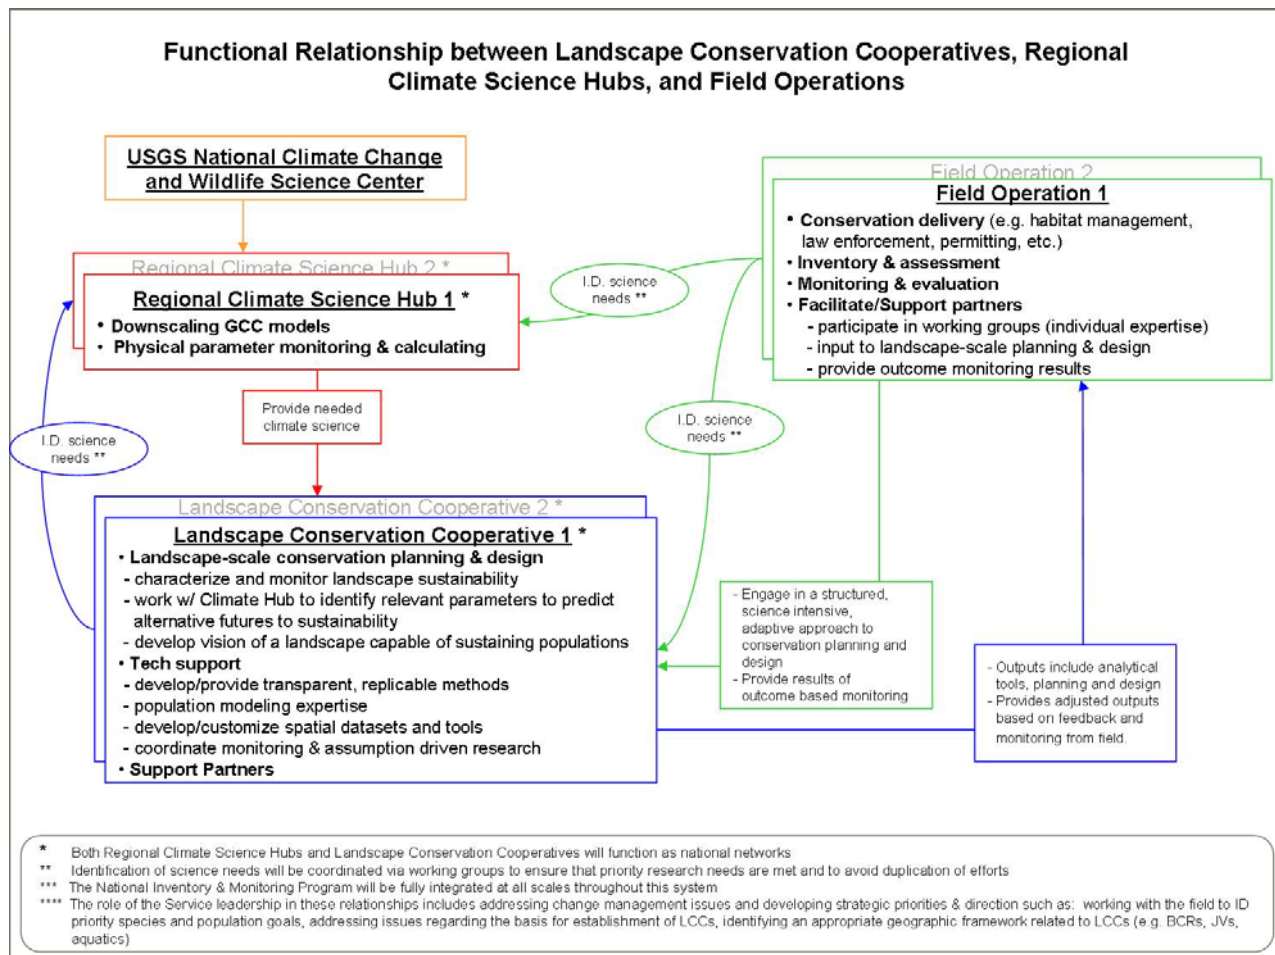 Functional Relationship between Landscape Conservation Cooperatives, Regional
Climate Science Hubs, and Field Operations
USGS National Climate Change
and Wildlife Science Center
Field Operation 2
Field Operation 1
• Conservation delivery (e.g. habitat management,
law enforcement, permitting, etc.)
• Inventory & assessment
• Monitoring & evaluation
• Facilitate/Support partners
- participate in working groups (individual expertise)
- input to landscape-scale planning & design
- provide outcome monitoring results
Regional Climate Science Hub 2 *
Regional Climate Science Hub 1 *
• Downscaling GCC models
• Physical parameter monitoring & calculating
I.D. science
needs **
Provide needed
climate science
I.D. science
needs **
I.D. science
needs **
Landscape Conservation Cooperative 2 *
Landscape Conservation Cooperative 1 *
• Landscape-scale conservation planning & design
- characterize and monitor landscape sustainability
- work w/ Climate Hub to identify relevant parameters to predict
alternative futures to sustainability
- develop vision of a landscape capable of sustaining populations
• Tech support
- develop/provide transparent, replicable methods
- population modeling expertise
- develop/customize spatial datasets and tools
- coordinate monitoring & assumption driven research
• Support Partners
- Engage in a structured,
science intensive,
adaptive approach to
conservation planning and
design
- Provide results of
outcome based monitoring
- Outputs include analytical
tools, planning and design
- Provides adjusted outputs
based on feedback and
monitoring from field.
* Both Regional Climate Science Hubs and Landscape Conservation Cooperatives will function as national networks
** Identification of science needs will be coordinated via working groups to ensure that priority research needs are met and to avoid duplication of efforts
*** The National Inventory & Monitoring Program will be fully integrated at all scales throughout this system
**** The role of the Service leadership in these relationships includes addressing change management issues and developing strategic priorities & direction such as: working with the field to ID
priority species and population goals, addressing issues regarding the basis for establishment of LCCs, identifying an appropriate geographic framework related to LCCs (e.g. BCRs, JVs,
aquatics)